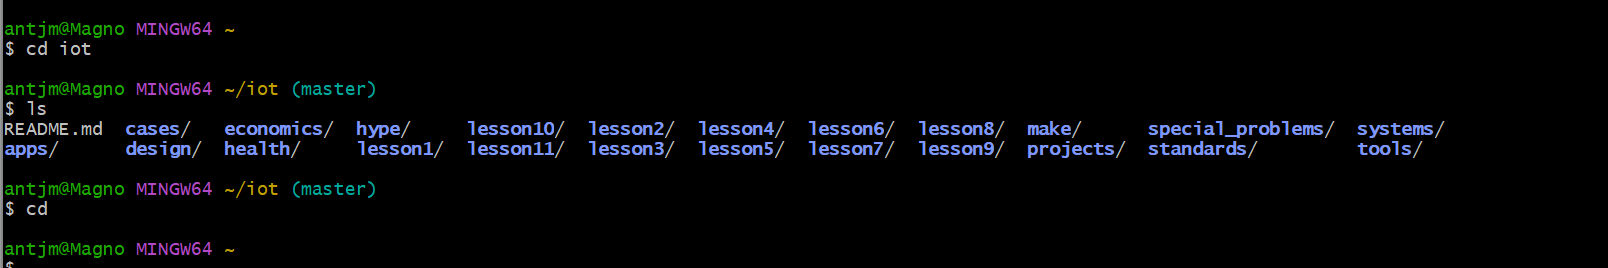 antjm@Magno MINGW64 ~
$ cd iot
antjm@Magno MINGW64 ~/iot (master)
$ ls
README.md  cases/   economics/  hype/     lesson10/  lesson2/  lesson4/  lesson6/  lesson8/  make/      special_problems/  systems/
apps/      design/  health/     lesson1/  lesson11/  lesson3/  lesson5/  lesson7/  lesson9/  projects/  standards/         tools/
antjm@Magno MINGW64 ~/iot (master)
$ cd
antjm@Magno MINGW64 ~
$